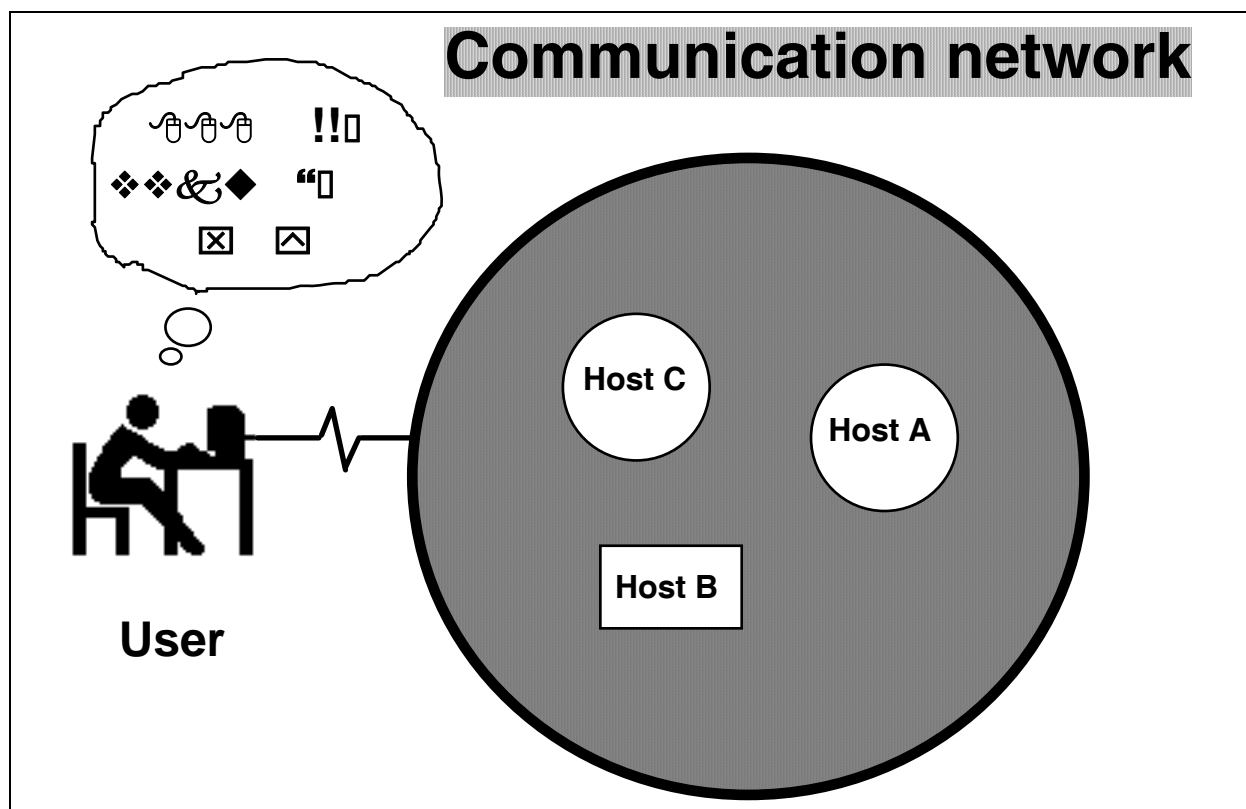 Communication network
!!
&
“
Host C
Host A
Host B
User